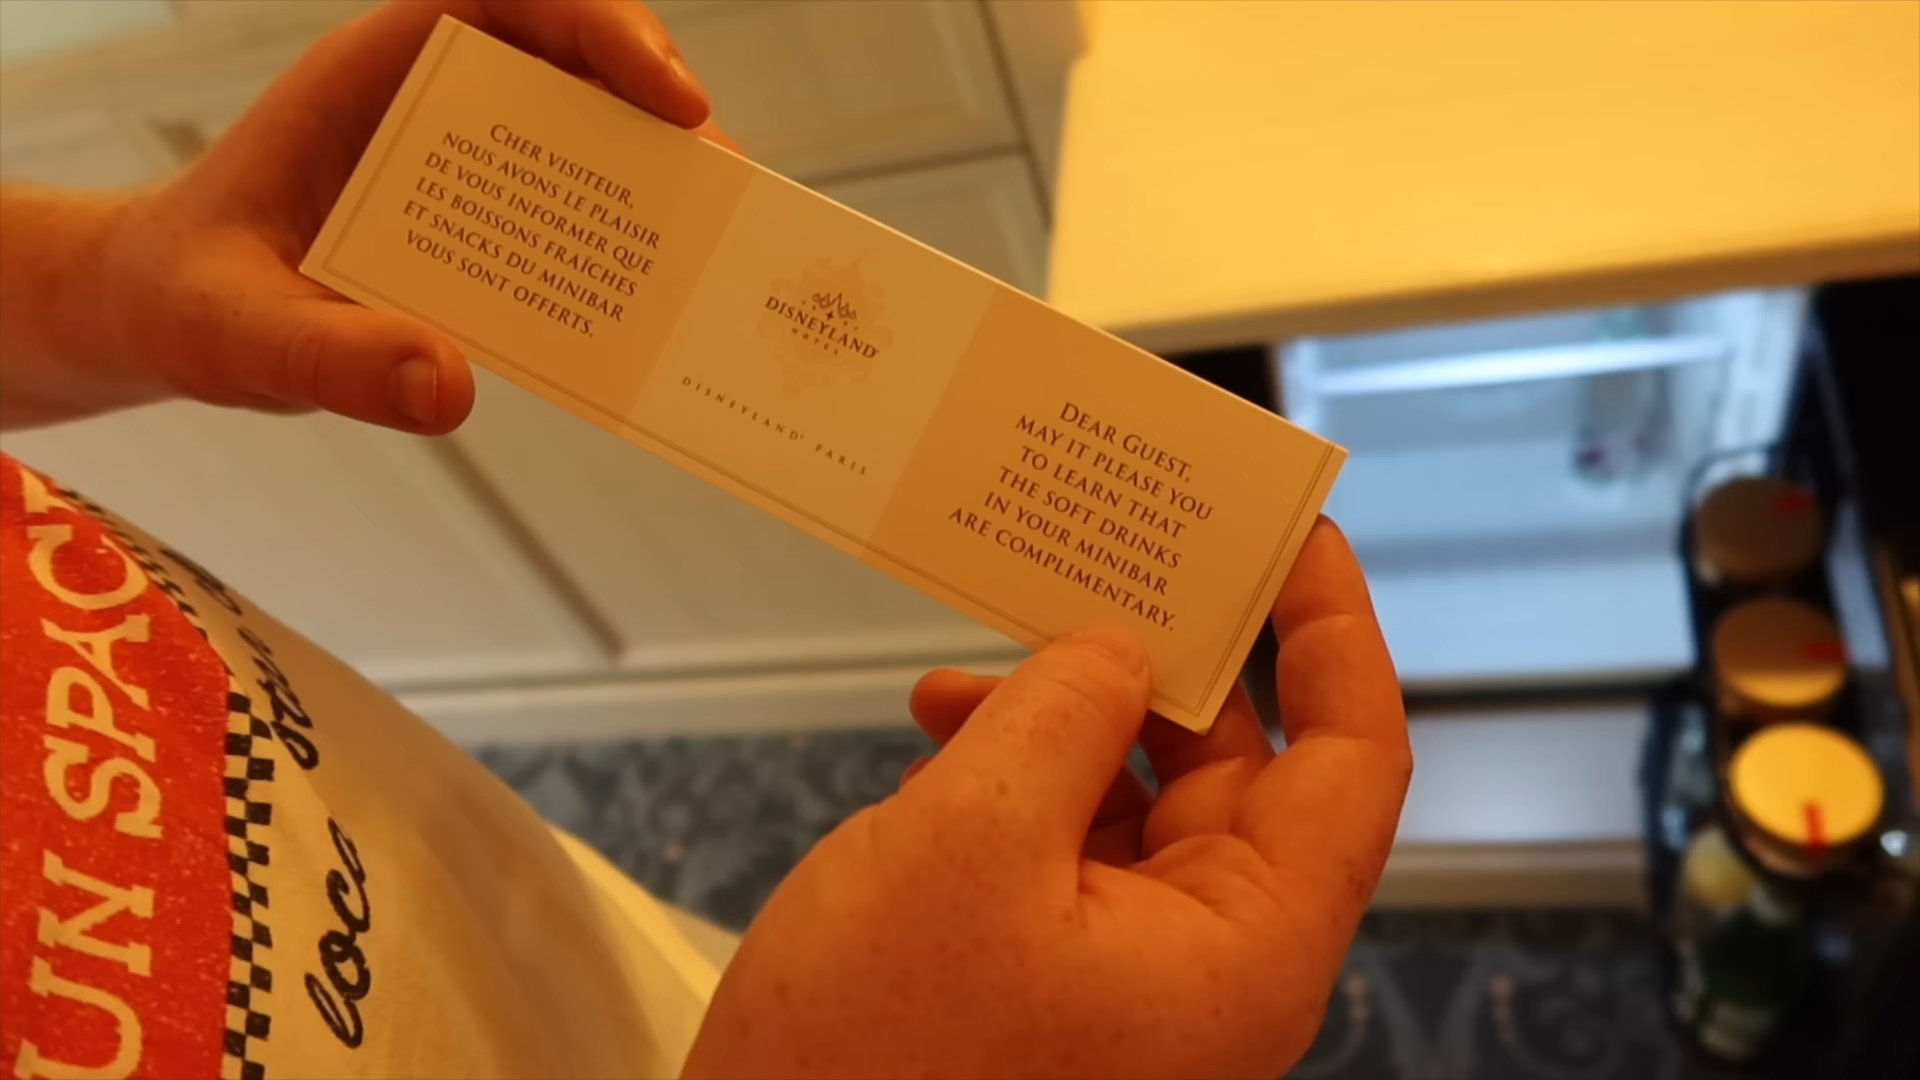 CHER VISITEUR,
NOUS AVONS LE PLAISIR
DE VOUS INFORMER QUE
LES BOISSONS FRAÎCHES
ET SNACKS DU MINIBAR
VOUS SONT OFFERTS.
DISNEYLAND®
HOTEL
DISNEYLAND® PARIS
DEAR GUEST,
MAY IT PLEASE YOU
TO LEARN THAT
THE SOFT DRINKS
IN YOUR MINIBAR
ARE COMPLIMENTARY.
UN SPAC
loca